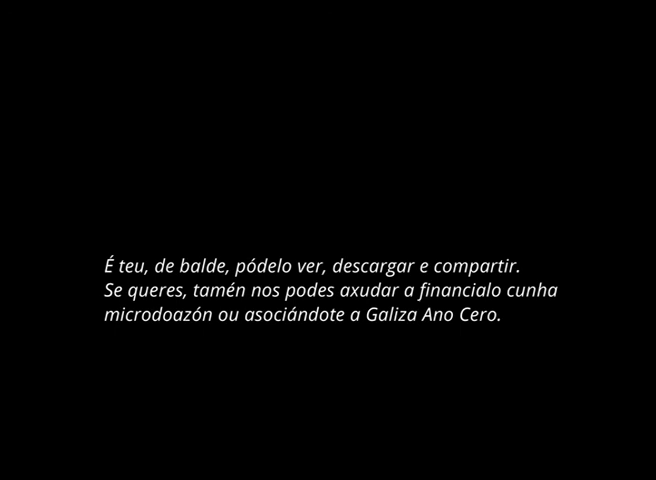 É teu, de balde, pódelo ver, descargar e compartir.
Se queres, tamén nos podes axudar a financialo cunha
microdoazón ou asociándote a Galiza Ano Cero.